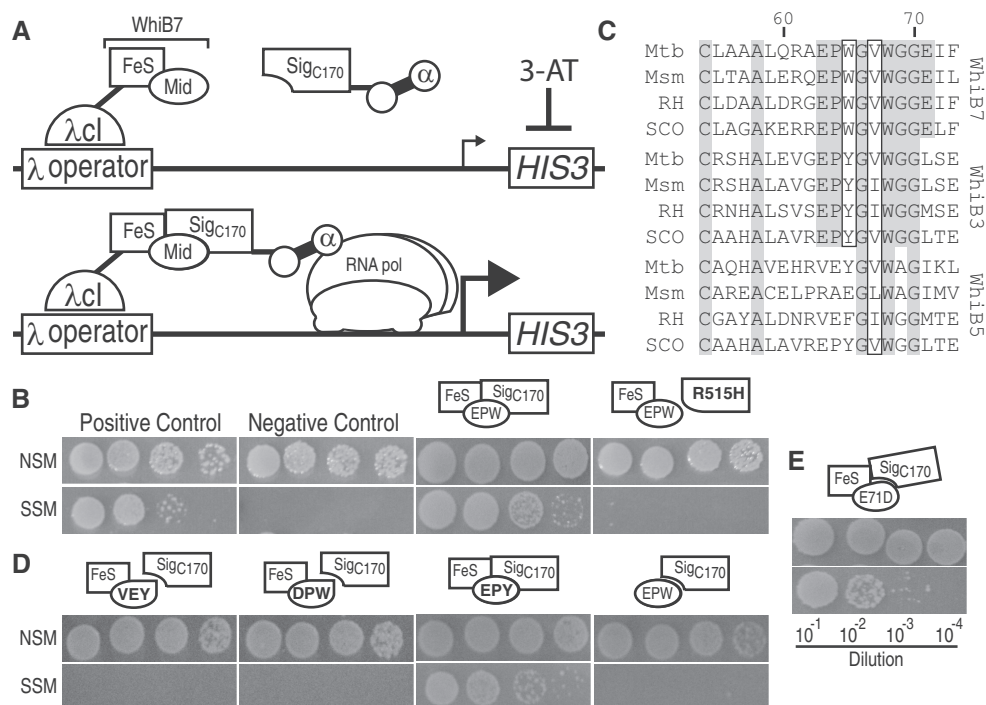 A
WhiB7
FeS
Mid
λcI
λ operator
SigC170
α
3-AT
HIS3
FeS
SigC170
Mid
α
RNA pol
λcI
λ operator
HIS3
C
60 70
Mtb CLAAALQRAEPWGVWGGEIF
Msm CLTAALERQEPWGVWGGEIL
RH CLDAALDRGEPWGVWGGEIF
SCO CLAGAKERREPWGVWGGELF
WhiB7
Mtb CRSHALEVGEPYGVWGGLSE
Msm CRSHALAVGEPYGIWGGLSE
RH CRNHALSVSEPYGIWGGMSE
SCO CAAHALAVREPYGVWGGLTE
WhiB3
Mtb CAQHAVEHRVEYGVWAGIKL
Msm CAREACELPRAEGLWAGIMV
RH CGAYALDNRVEFGIWGGMTE
SCO CAAHALAVREPYGVWGGLTE
WhiB5
B
Positive Control
Negative Control
FeS
SigC170
EPW
FeS
EPW
R515H
NSM
SSM
D
FeS
SigC170
VEY
FeS
SigC170
DPW
FeS
SigC170
EPY
SigC170
EPW
NSM
SSM
E
FeS
SigC170
E71D
10-1 10-2 10-3 10-4
Dilution